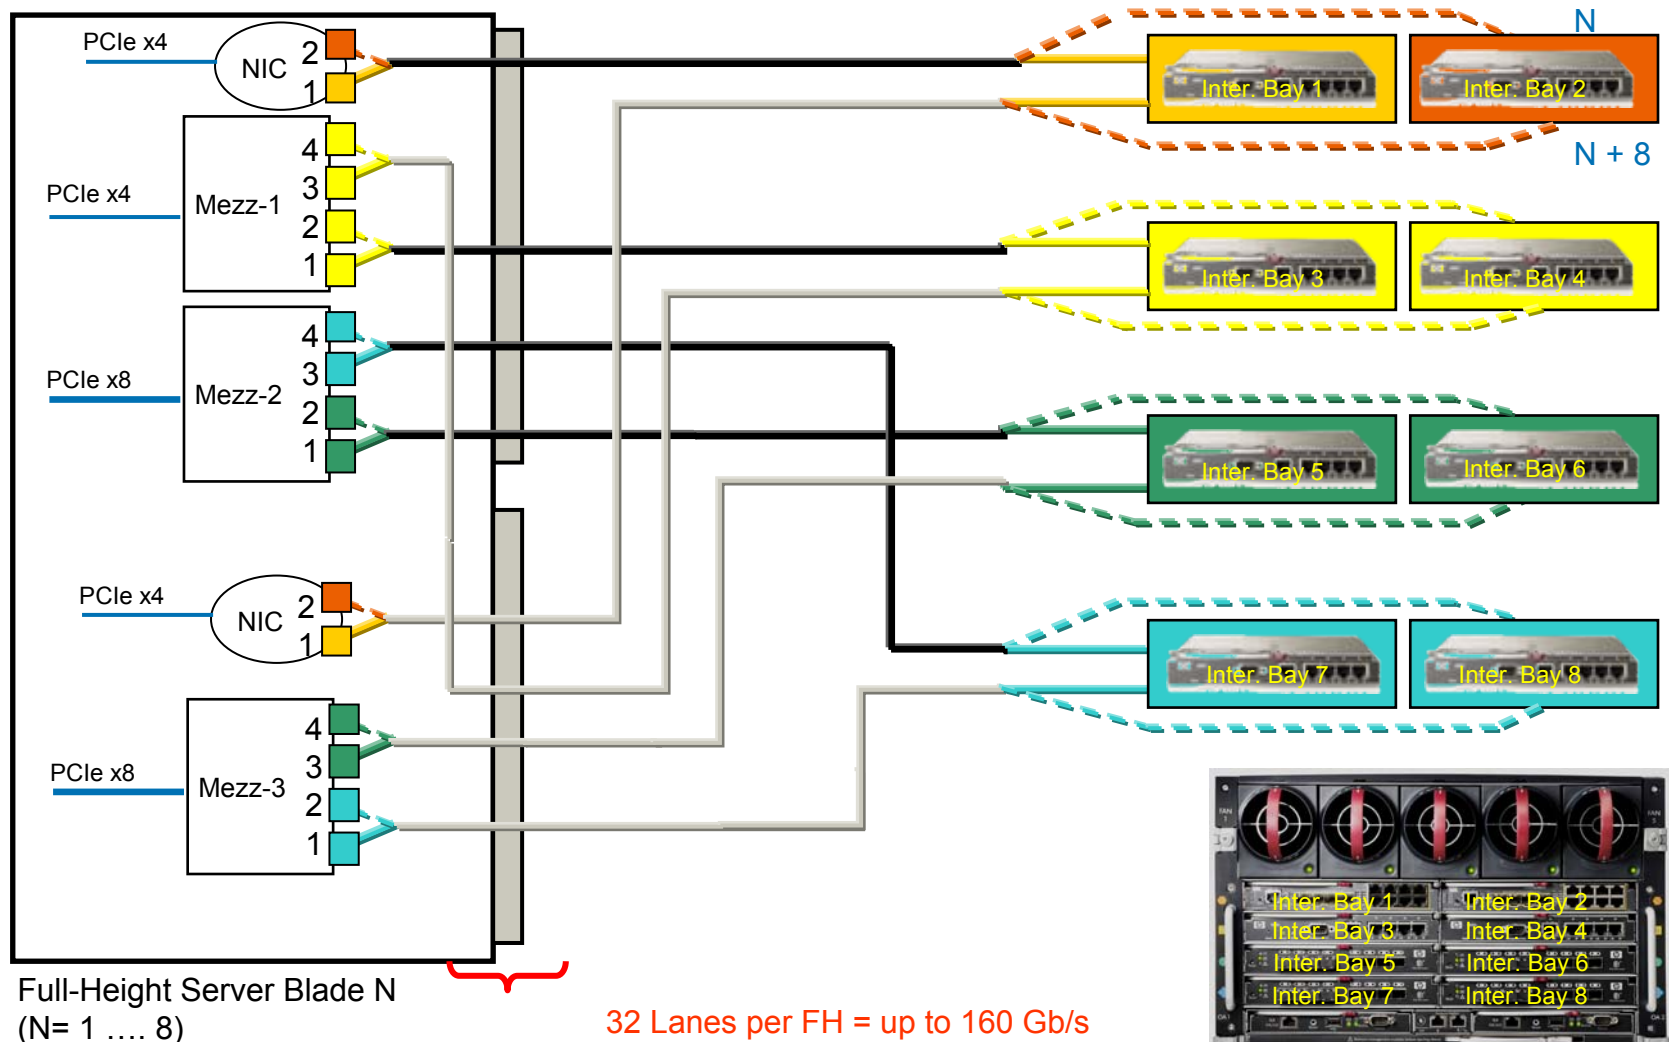 PCIe x4
NIC
2
1
PCIe x4
Mezz-1
4
3
2
1
PCIe x8
Mezz-2
4
3
2
1
PCIe x4
NIC
2
1
PCIe x8
Mezz-3
4
3
2
1
N
Inter. Bay 1
Inter. Bay 2
N + 8
Inter. Bay 3
Inter. Bay 4
Inter. Bay 5
Inter. Bay 6
Inter. Bay 7
Inter. Bay 8
FAN
FAN
Inter. Bay 1
Inter. Bay 2
Inter. Bay 3
Inter. Bay 4
Inter. Bay 5
Inter. Bay 6
Inter. Bay 7
Inter. Bay 8
Full-Height Server Blade N
(N= 1 .... 8)
32 Lanes per FH = up to 160 Gb/s